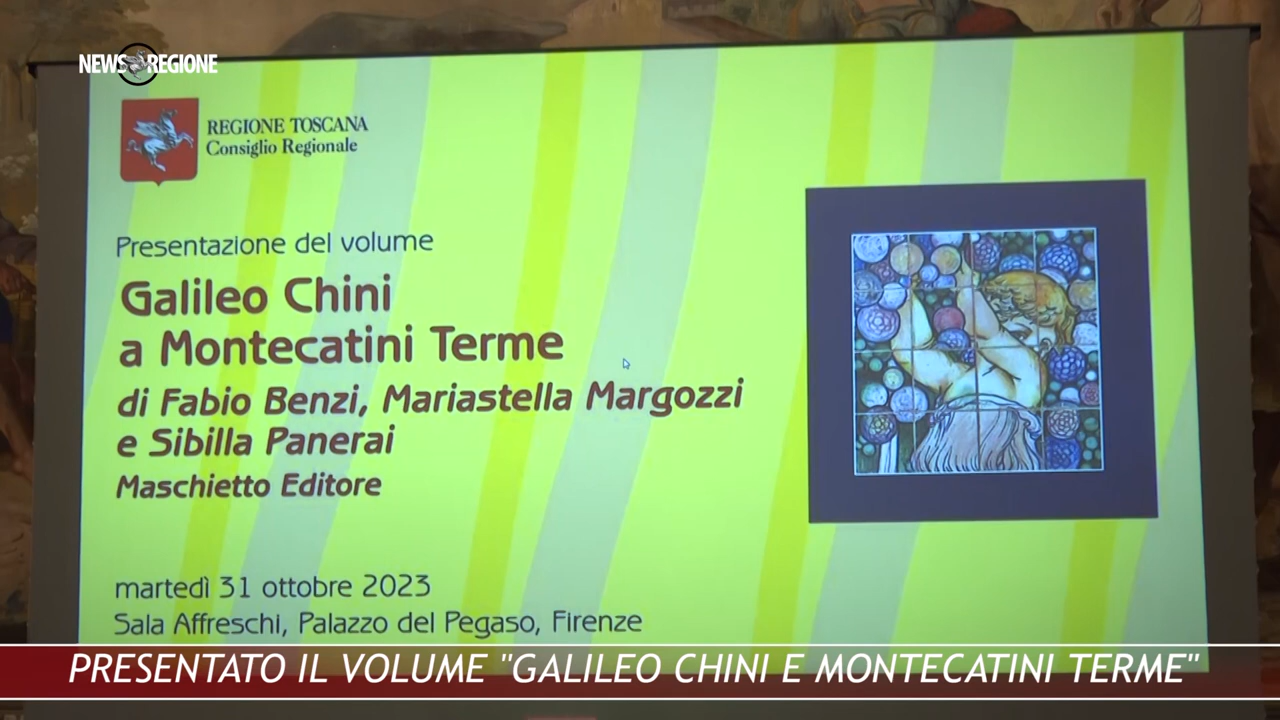 NEWS REGIONE
REGIONE TOSCANA
Consiglio Regionale
Presentazione del volume
Galileo Chini
a Montecatini Terme
di Fabio Benzi, Mariastella Margozzi
e Sibilla Panerai
Maschietto Editore
martedì 31 ottobre 2023
Sala Affreschi, Palazzo del Pegaso, Firenze
PRESENTATO IL VOLUME "GALILEO CHINI E MONTECATINI TERME"